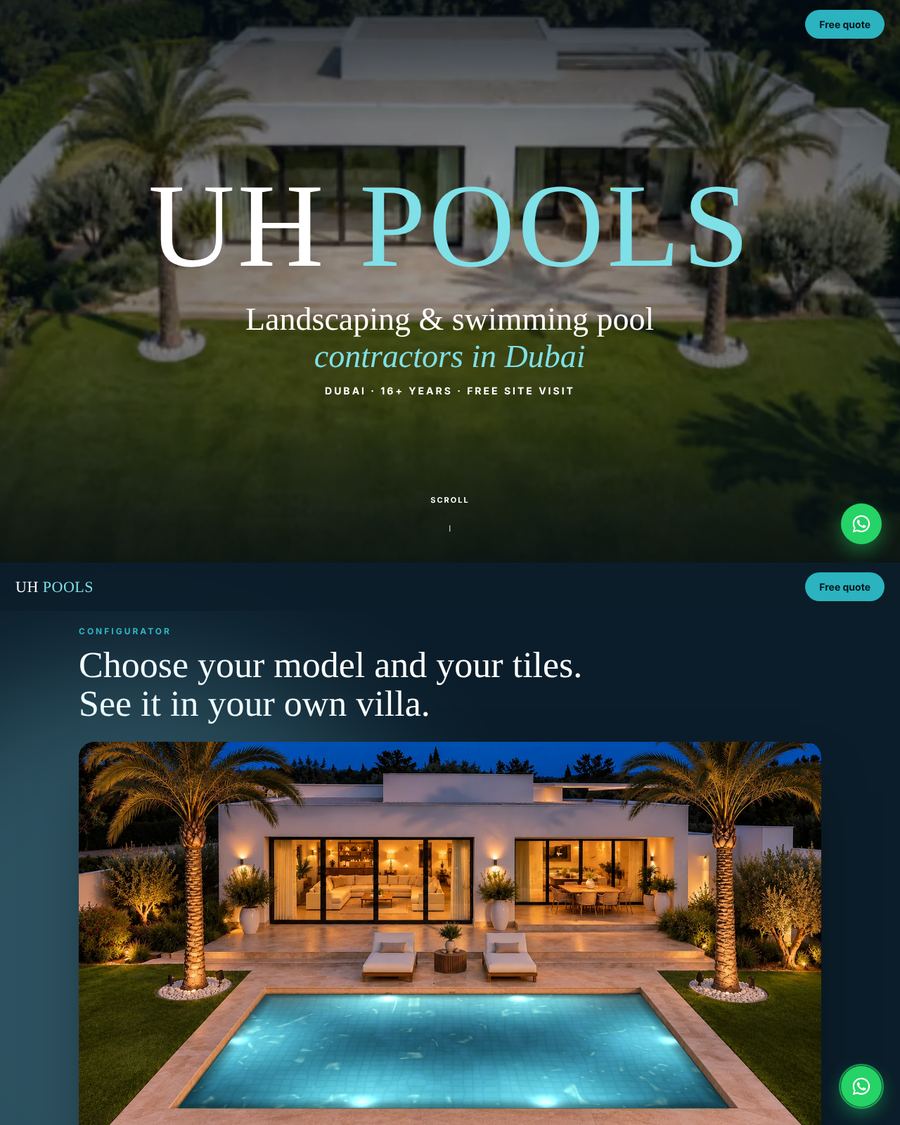 Free quote
UH POOLS
Landscaping & swimming pool
contractors in Dubai
DUBAI · 16+ YEARS · FREE SITE VISIT
SCROLL
UH POOLS
Free quote
CONFIGURATOR
Choose your model and your tiles.
See it in your own villa.